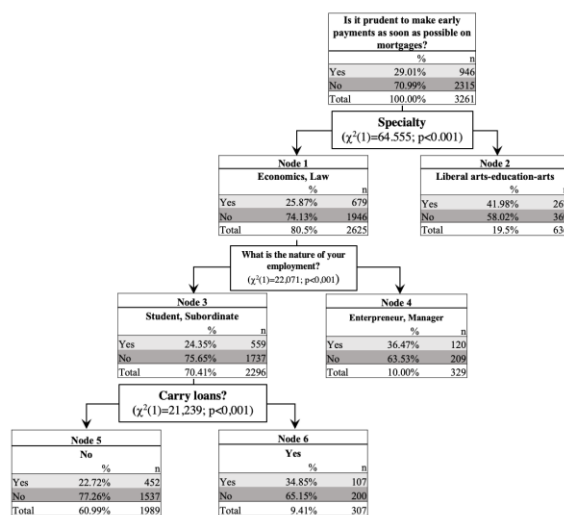 Is it prudent to make early
payments as soon as possible on
mortgages?
% n
Yes 29.01% 946
No 70.99% 2315
Total 100.00% 3261
Specialty
(χ²(1)=64.555; p<0.001)
Node 1
Economics, Law
% n
Yes 25.87% 679
No 74.13% 1946
Total 80.5% 2625
Node 2
Liberal arts-education-arts
% n
Yes 41.98%
No 58.02%
Total 19.5%
What is the nature of your
employment?
(χ²(1)=22,071; p<0,001)
Node 3
Student, Subordinate
% n
Yes 24.35% 559
No 75.65% 1737
Total 70.41% 2296
Node 4
Enterpreneur, Manager
% n
Yes 36.47% 120
No 63.53% 209
Total 10.00% 329
Carry loans?
(χ²(1)=21,239; p<0,001)
Node 5
No
% n
Yes 22.72% 452
No 77.26% 1537
Total 60.99% 1989
Node 6
Yes
% n
Yes 34.85% 107
No 65.15% 200
Total 9.41% 307